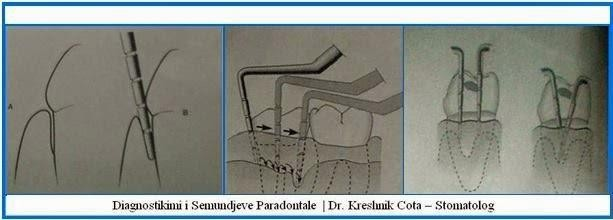 A
B
Diagnostikimi i Semundjeve Paradontale | Dr. Kreshnik Cota – Stomatolog